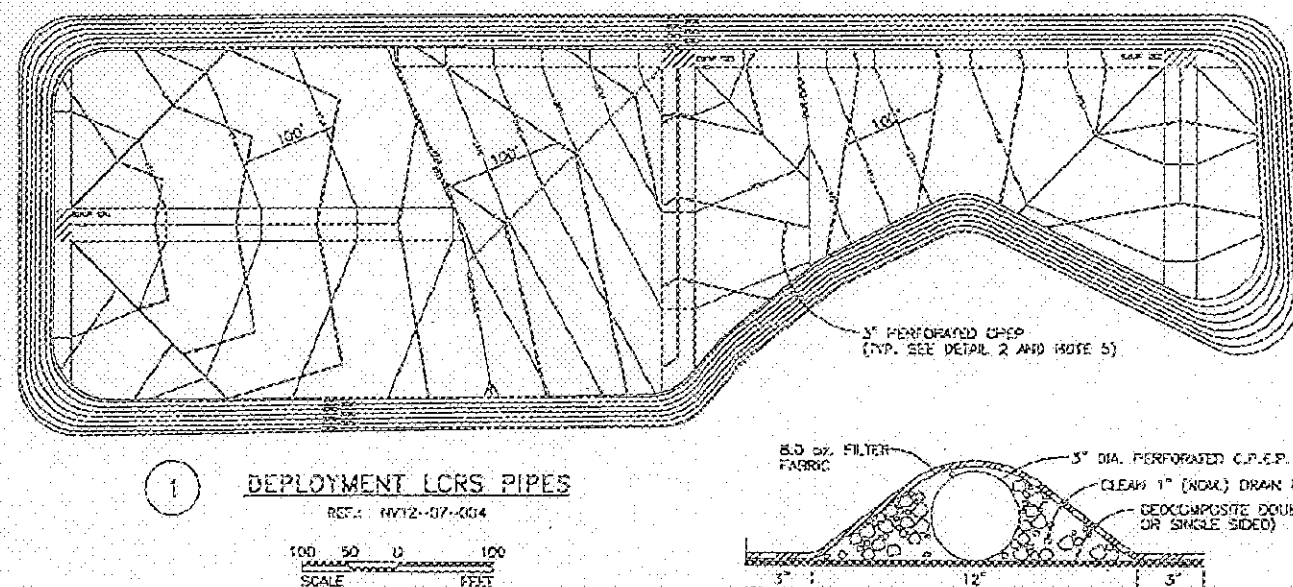 100'
100'
100'
3" PERFORATED CPEP
(TYP. SEE DETAIL 2 AND NOTE 5)
1
DEPLOYMENT LCRS PIPES
REF.: NV12-07-004
100 50 0 100
SCALE FEET
8.0 oz. FILTER
FABRIC
3" DIA. PERFORATED C.P.E.P.
CLEAN 1" (NOM.) DRAIN
GEOCOMPOSITE DOU
OR SINGLE SIDED)
3" 12" 3"